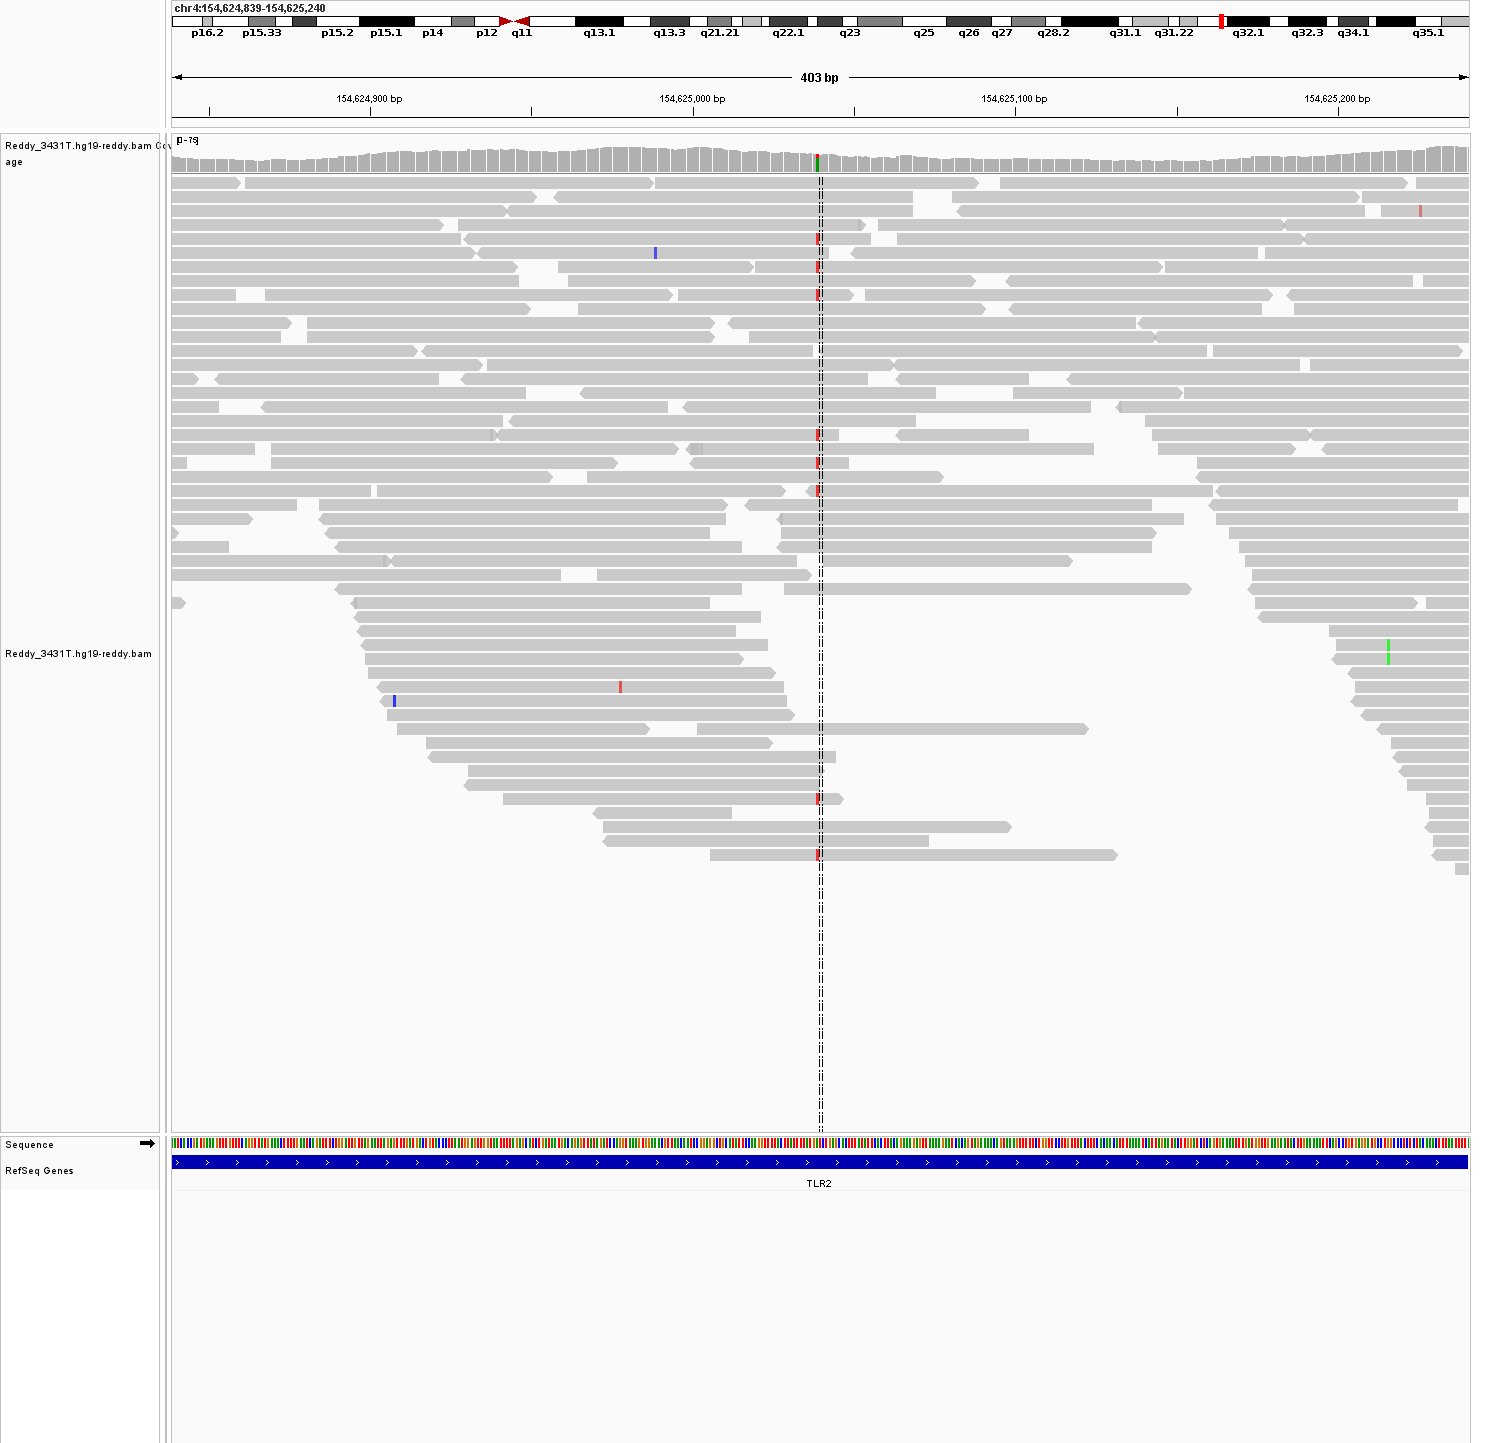 chr4:154,624,839-154,625,240
p16.2 p15.33 p15.2 p15.1 p14 p12 q11 q13.1 q13.3 q21.21 q22.1 q23 q25 q26 q27 q28.2 q31.1 q31.22 q32.1 q32.3 q34.1 q35.1
403 bp
154,624,900 bp 154,625,000 bp 154,625,100 bp 154,625,200 bp
Reddy_3431T.hg19-reddy.bam Cov
age
[0-75]
Reddy_3431T.hg19-reddy.bam
Sequence
RefSeq Genes
TLR2